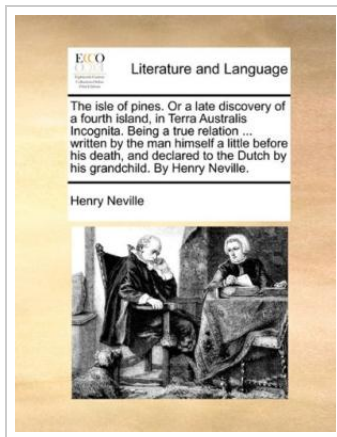 ECCO
Literature and Language
The isle of pines. Or a late discovery of
a fourth island, in Terra Australis
Incognita. Being a true relation ...
written by the man himself a little before
his death, and declared to the Dutch by
his grandchild. By Henry Neville.
Henry Neville